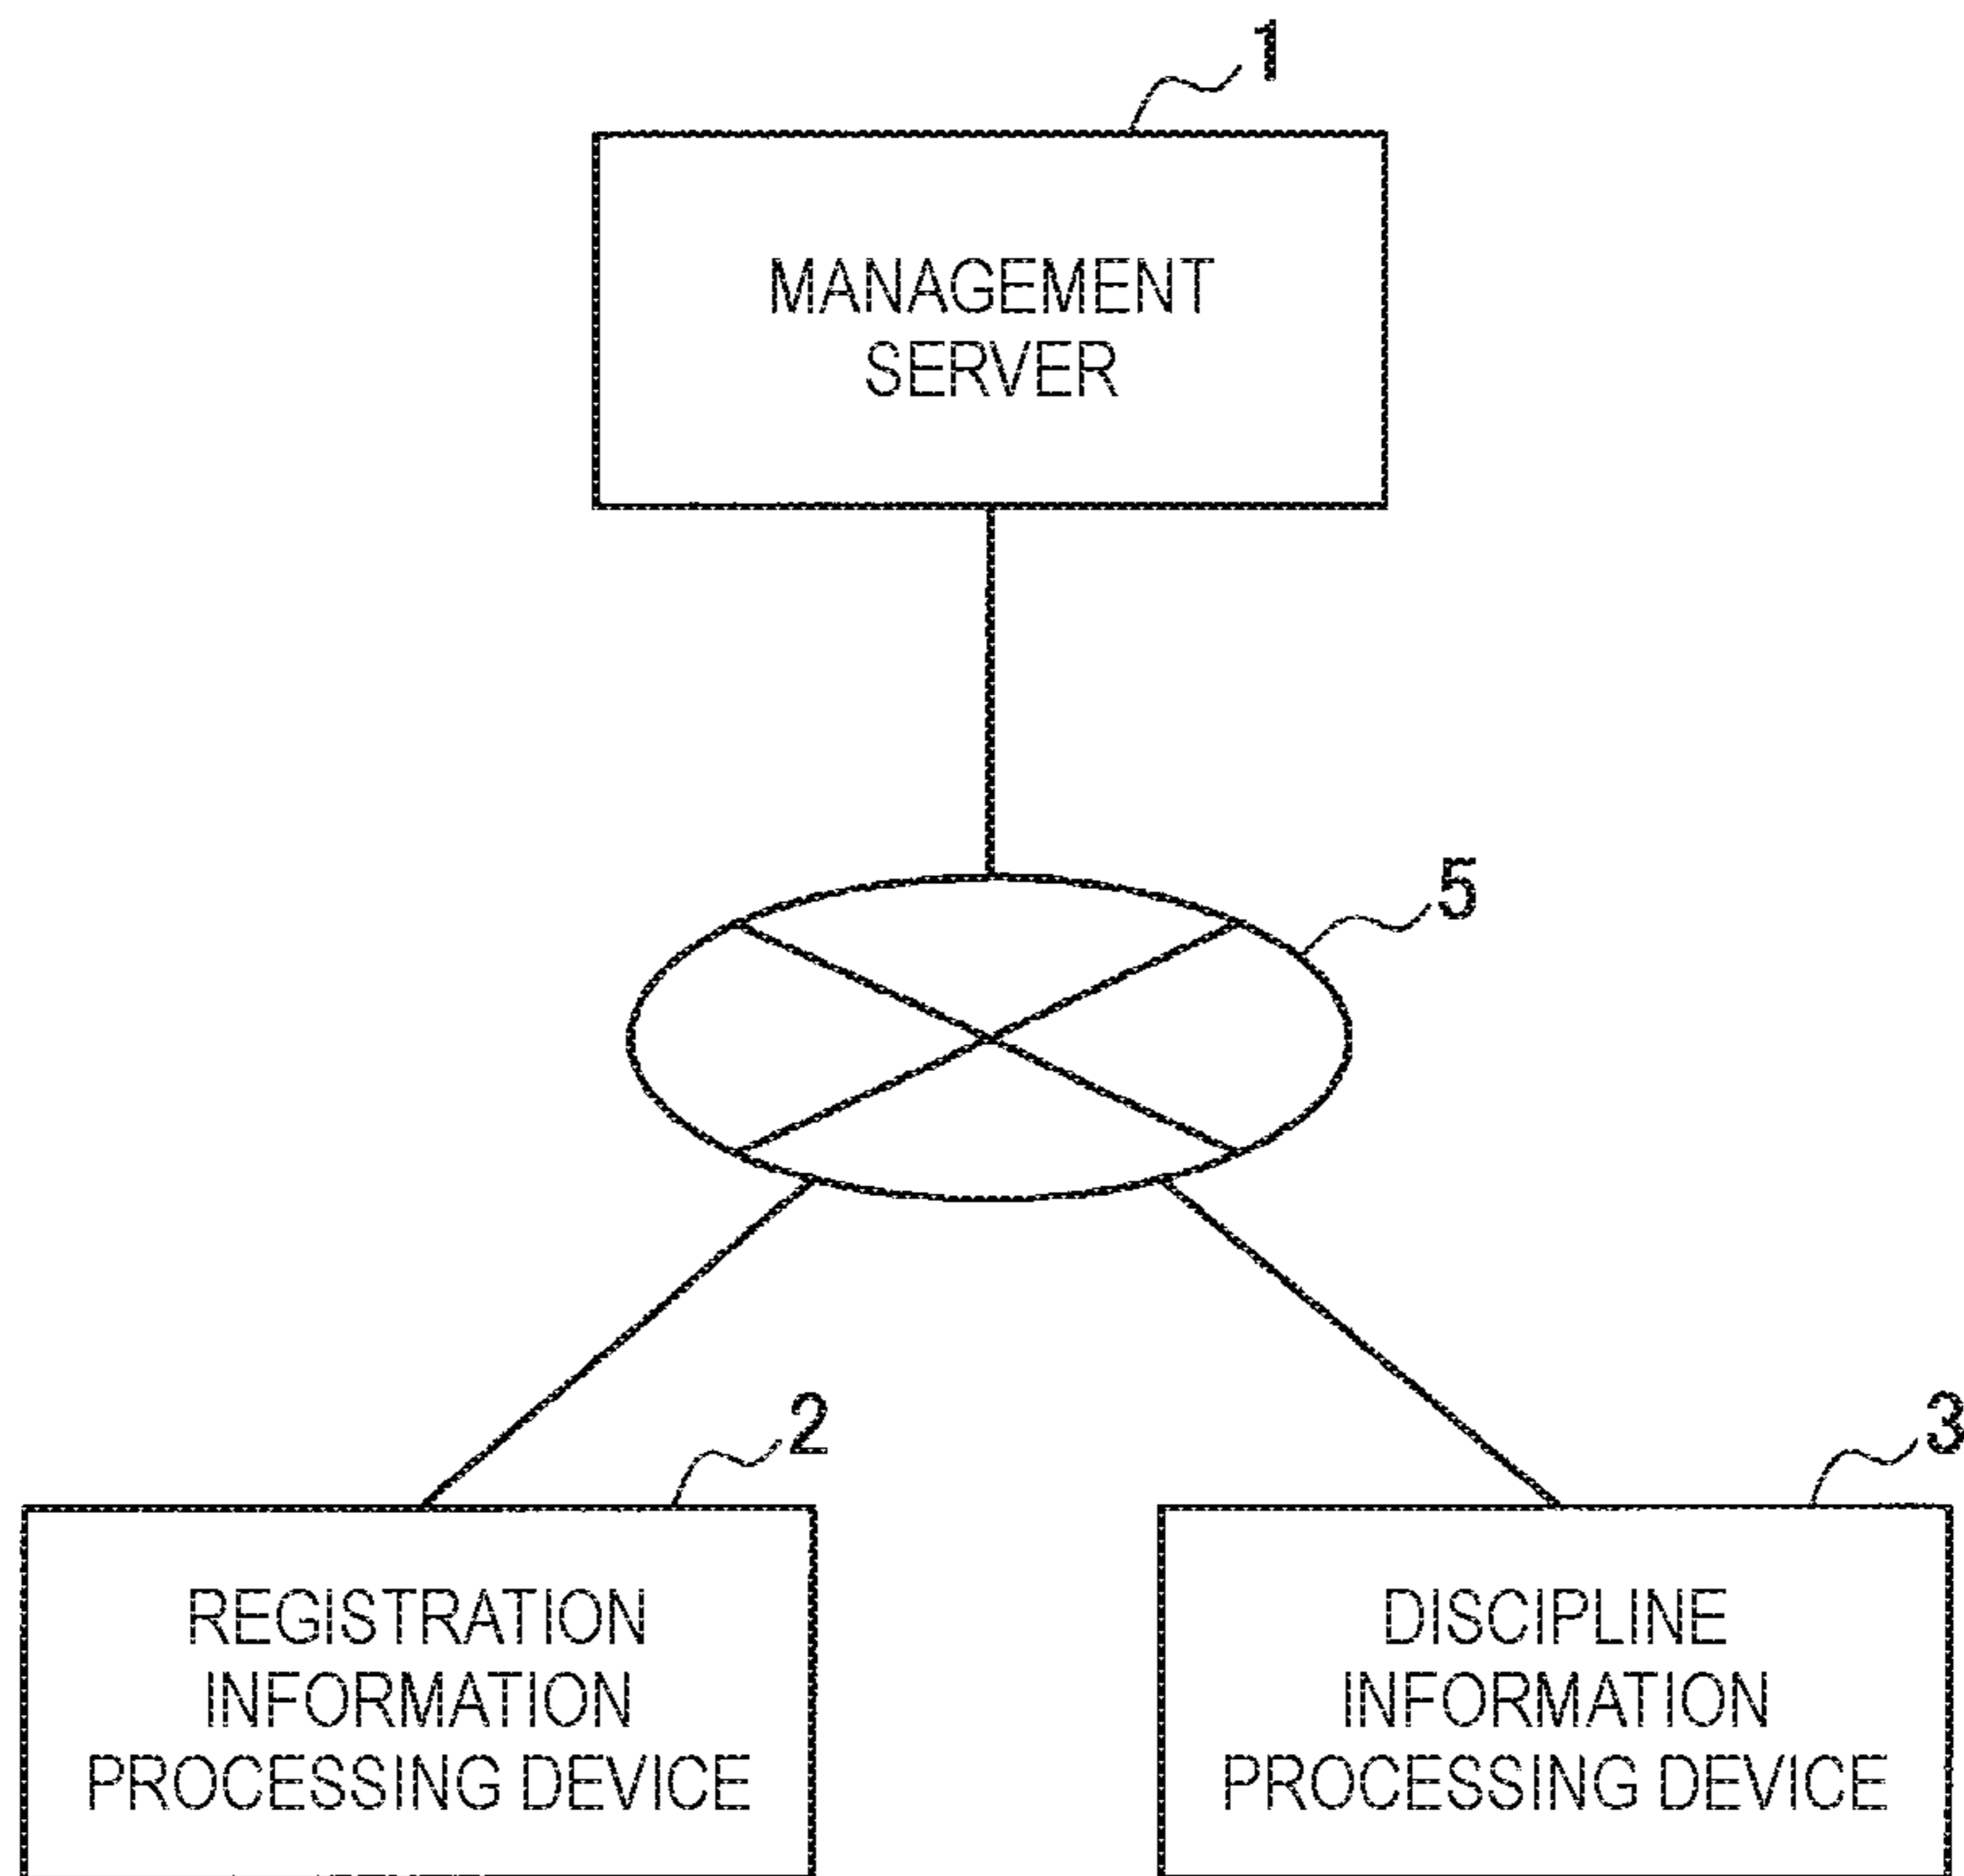 1
MANAGEMENT
SERVER
5
2
3
REGISTRATION
INFORMATION
PROCESSING DEVICE
DISCIPLINE
INFORMATION
PROCESSING DEVICE